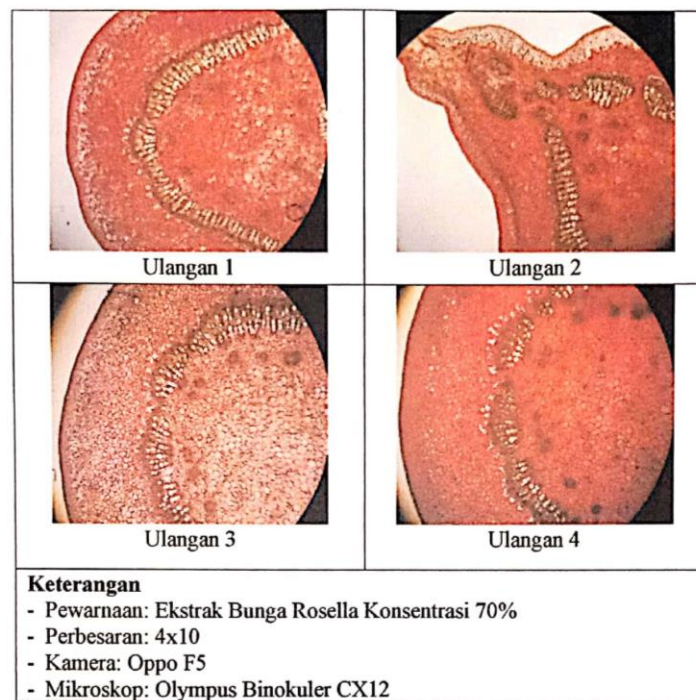 Ulangan 1
Ulangan 2
Ulangan 3
Ulangan 4
Keterangan
- Pewarnaan: Ekstrak Bunga Rosella Konsentrasi 70%
- Perbesaran: 4x10
- Kamera: Oppo F5
- Mikroskop: Olympus Binokuler CX12